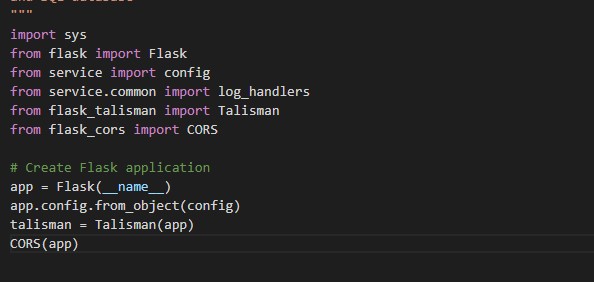 """
import sys
from flask import Flask
from service import config
from service.common import log_handlers
from flask_talisman import Talisman
from flask_cors import CORS

# Create Flask application
app = Flask(__name__)
app.config.from_object(config)
talisman = Talisman(app)
CORS(app)